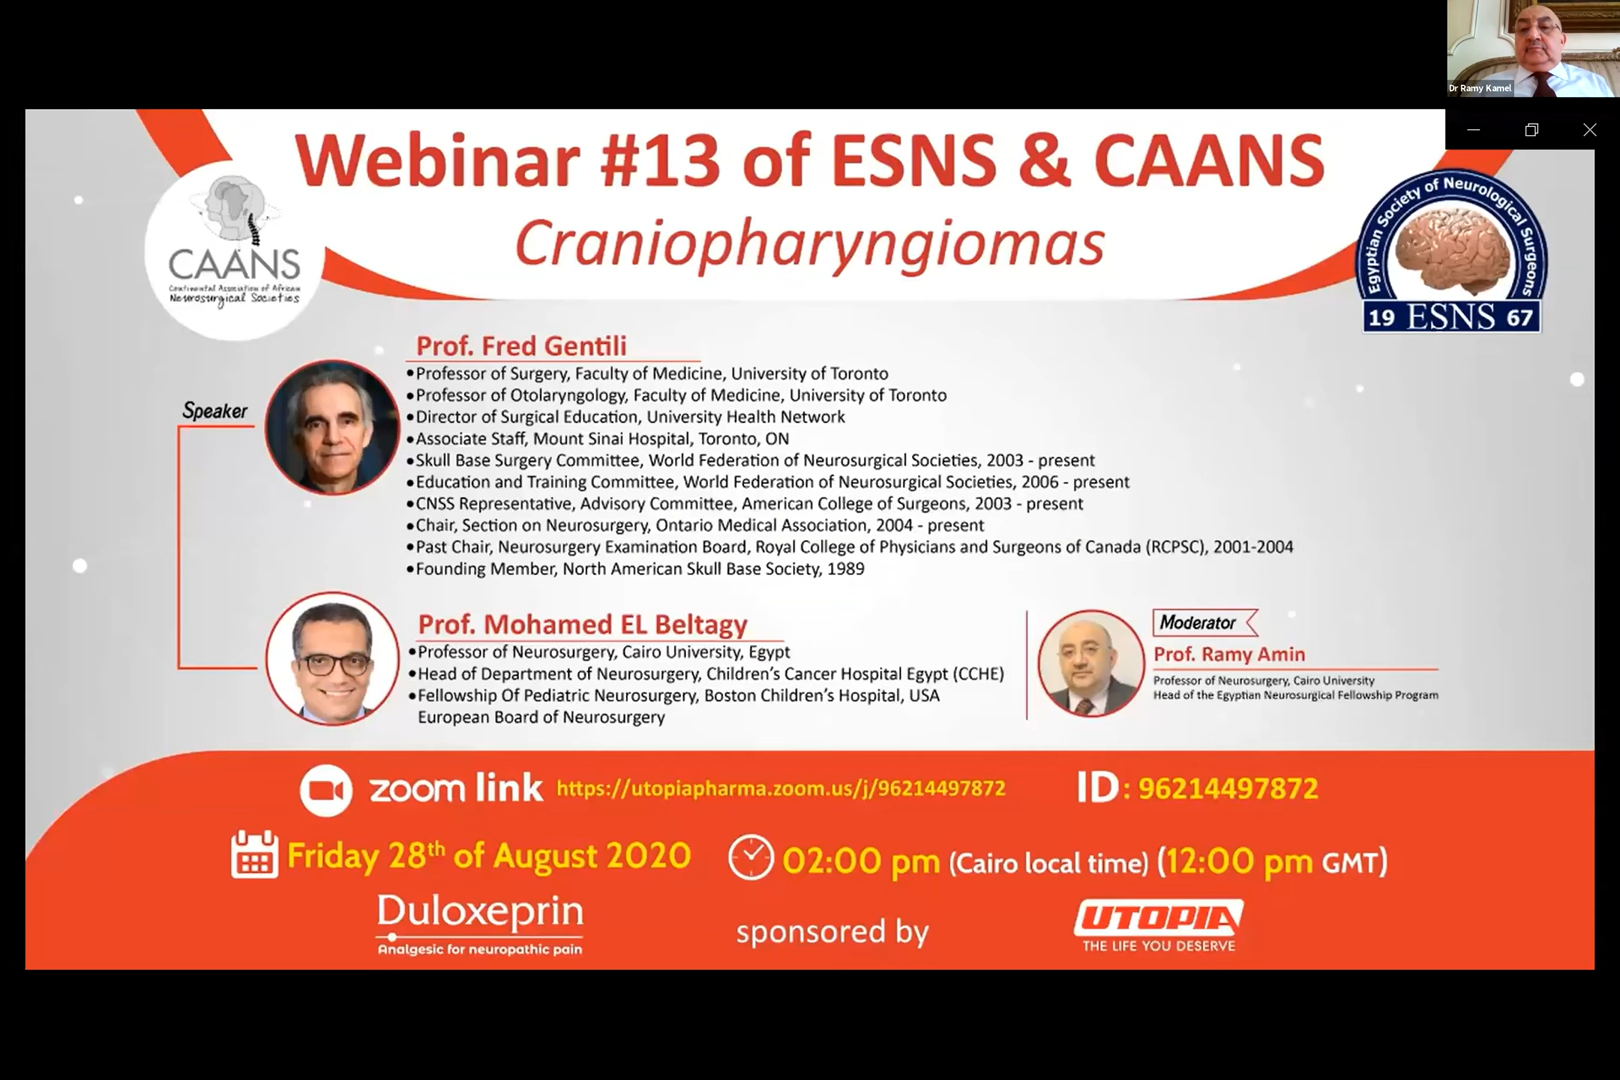 Dr Ramy Kamel
Webinar #13 of ESNS & CAANS
Craniopharyngiomas
CAANS
Continental Association of African
Neurosurgical Societies
Egyptian Society of Neurological Surgeons
19 ESNS 67
Speaker
Prof. Fred Gentili
•Professor of Surgery, Faculty of Medicine, University of Toronto
•Professor of Otolaryngology, Faculty of Medicine, University of Toronto
•Director of Surgical Education, University Health Network
•Associate Staff, Mount Sinai Hospital, Toronto, ON
•Skull Base Surgery Committee, World Federation of Neurosurgical Societies, 2003 - present
•Education and Training Committee, World Federation of Neurosurgical Societies, 2006 - present
•CNSS Representative, Advisory Committee, American College of Surgeons, 2003 - present
•Chair, Section on Neurosurgery, Ontario Medical Association, 2004 - present
•Past Chair, Neurosurgery Examination Board, Royal College of Physicians and Surgeons of Canada (RCPSC), 2001-2004
•Founding Member, North American Skull Base Society, 1989
Prof. Mohamed EL Beltagy
•Professor of Neurosurgery, Cairo University, Egypt
•Head of Department of Neurosurgery, Children's Cancer Hospital Egypt (CCHE)
•Fellowship Of Pediatric Neurosurgery, Boston Children's Hospital, USA
European Board of Neurosurgery
Moderator
Prof. Ramy Amin
Professor of Neurosurgery, Cairo University
Head of the Egyptian Neurosurgical Fellowship Program
zoom link https://utopiapharma.zoom.us/j/96214497872 ID: 96214497872
Friday 28th of August 2020 02:00 pm (Cairo local time) (12:00 pm GMT)
Duloxeprin
Analgesic for neuropathic pain
sponsored by
UTOPIA
THE LIFE YOU DESERVE